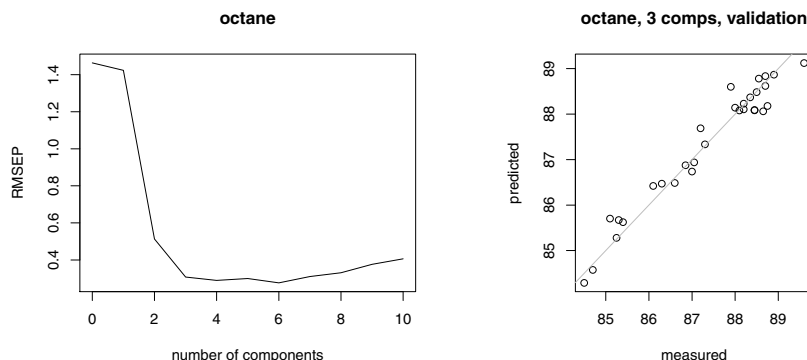 octane
RMSEP
0.4
0.6
0.8
1.0
1.2
1.4
0 2 4 6 8 10
number of components
octane, 3 comps, validation
predicted
85
86
87
88
89
85 86 87 88 89
measured